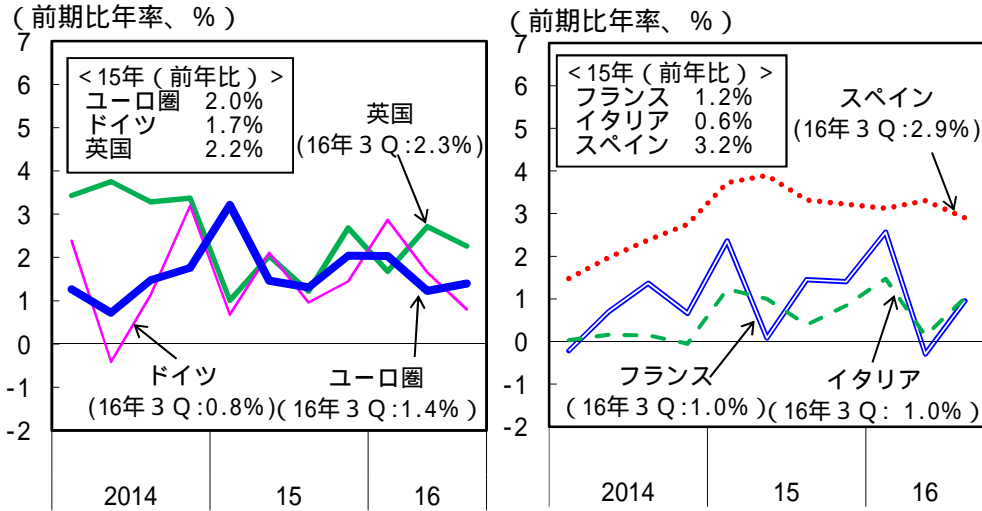 (前期比年率、%)
7
6
5
4
3
2
1
0
-1
-2
<15年(前年比)>
ユーロ圏 2.0%
ドイツ 1.7%
英国 2.2%
英国
(16年3Q:2.3%)
ドイツ
(16年3Q:0.8%)
ユーロ圏
(16年3Q:1.4%)
2014 15 16
(前期比年率、%)
7
6
5
4
3
2
1
0
-1
-2
<15年(前年比)>
フランス 1.2%
イタリア 0.6%
スペイン 3.2%
スペイン
(16年3Q:2.9%)
フランス
(16年3Q:1.0%)
イタリア
(16年3Q: 1.0%)
2014 15 16